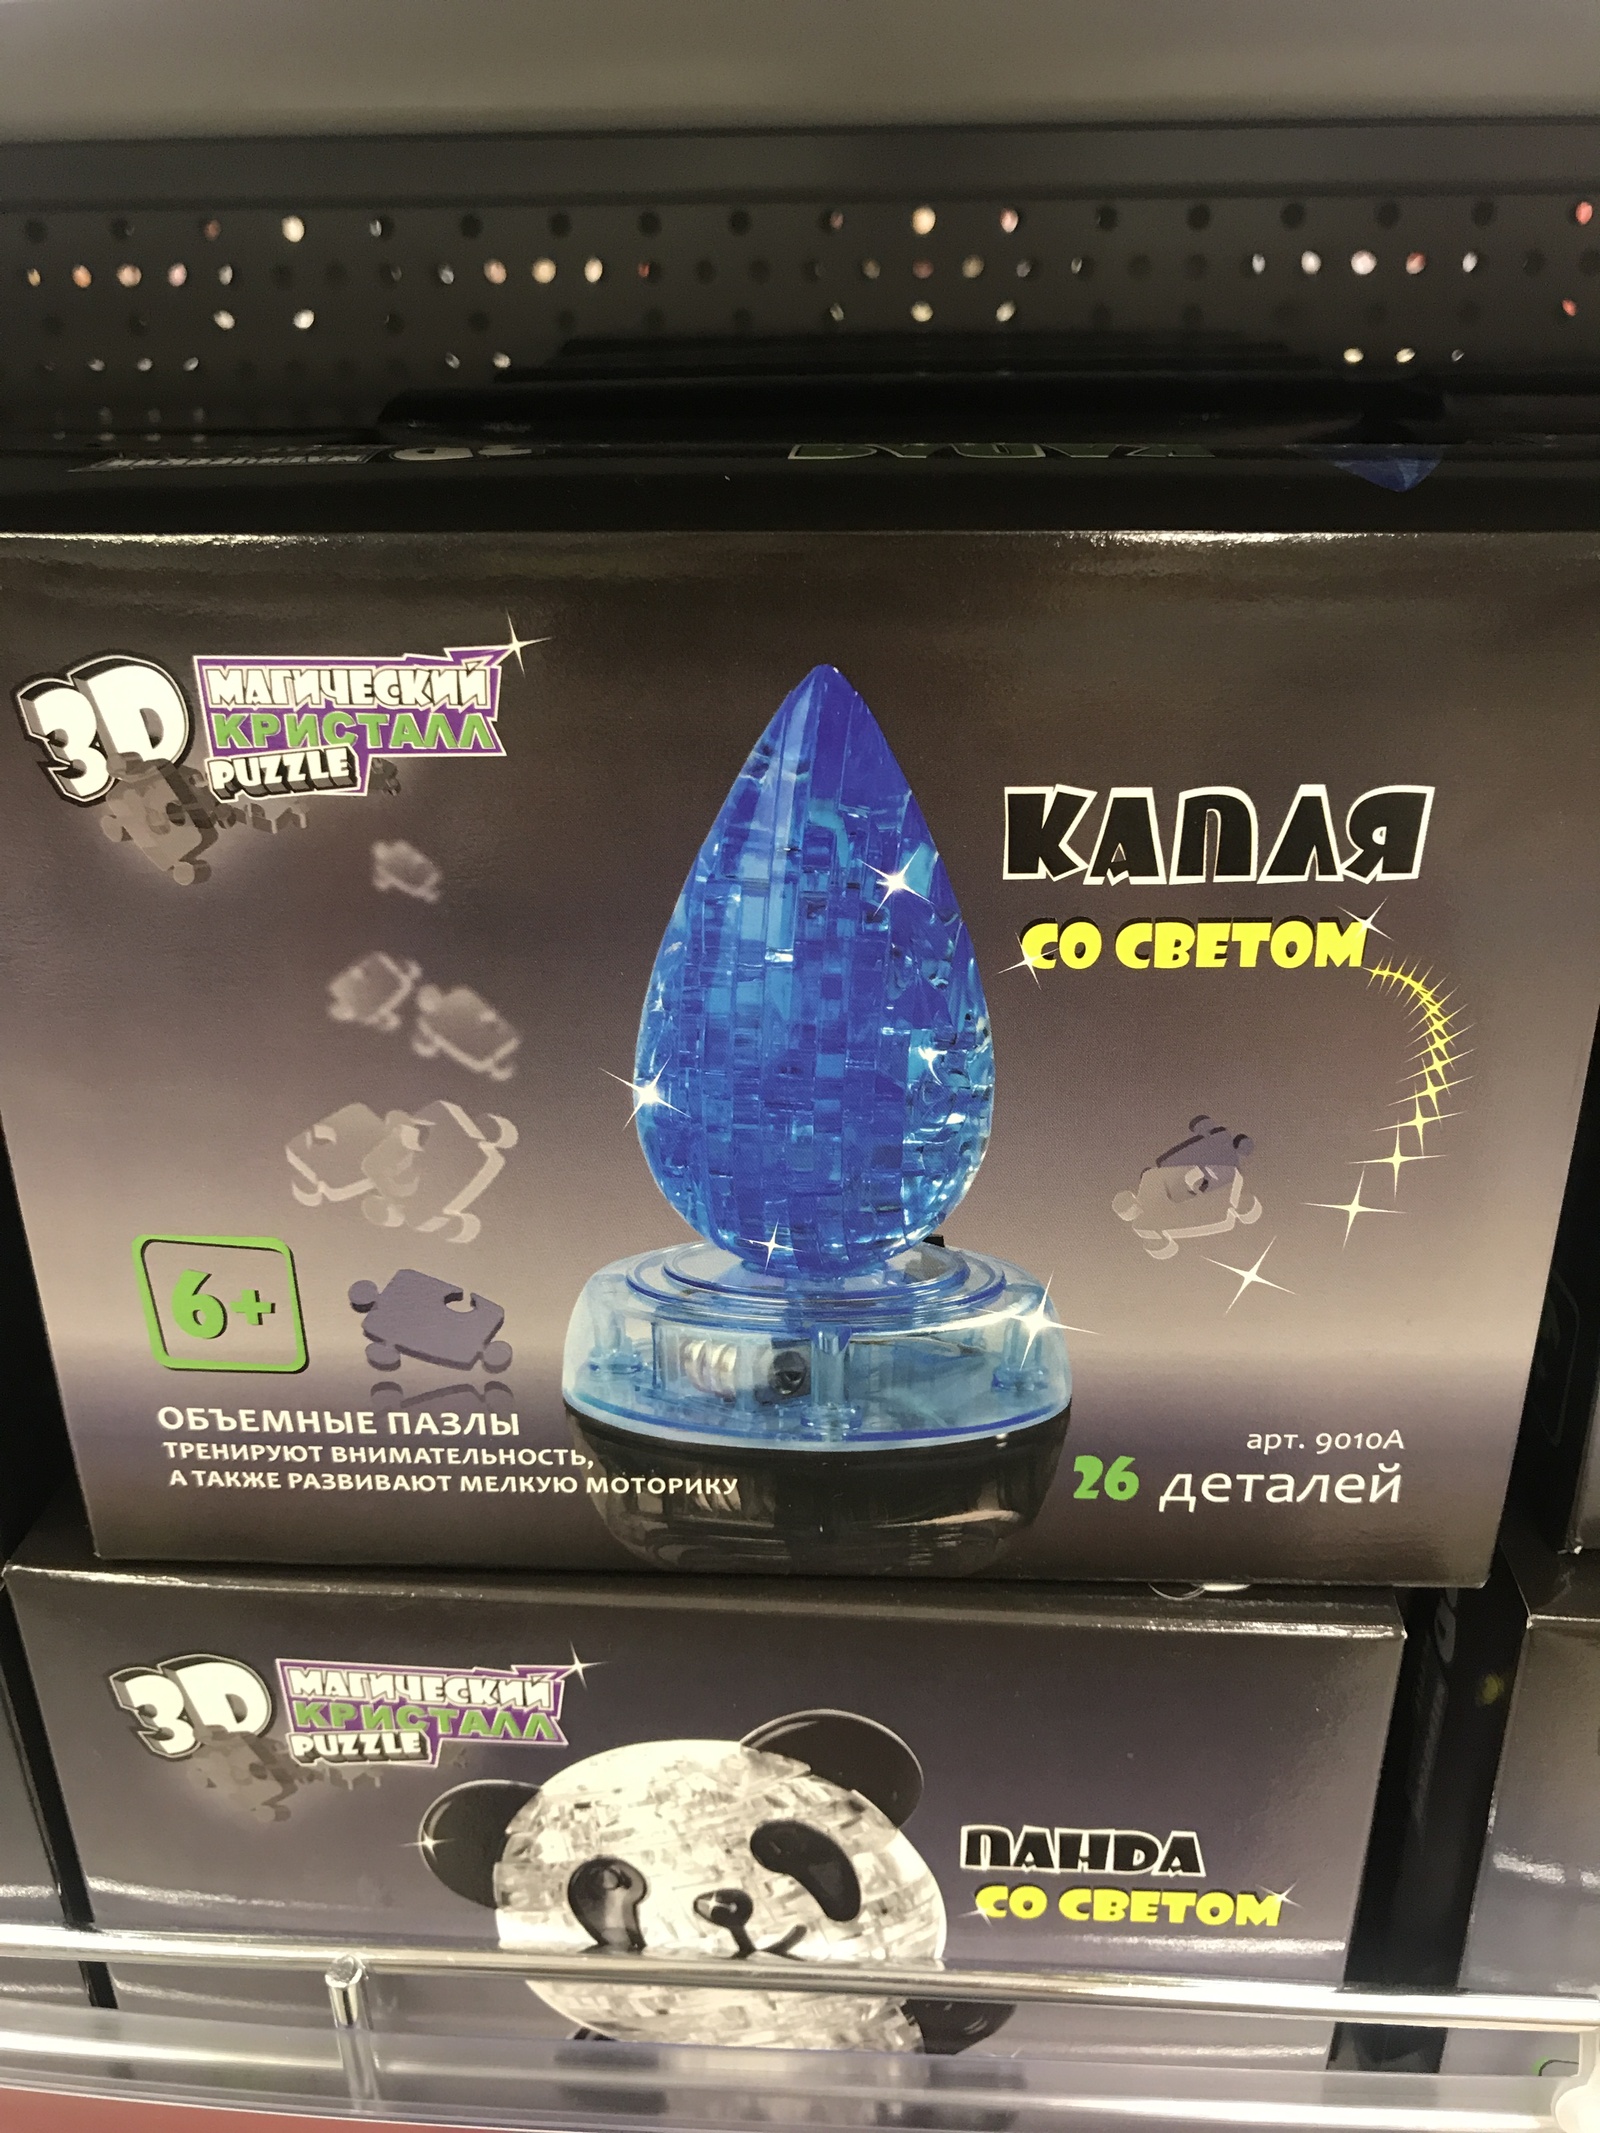 3D МАГИЧЕСКИЙ
КРИСТАЛЛ
PUZZLE
КАПЛЯ
СО СВЕТОМ
6+
ОБЪЕМНЫЕ ПАЗЛЫ
ТРЕНИРУЮТ ВНИМАТЕЛЬНОСТЬ,
А ТАКЖЕ РАЗВИВАЮТ МЕЛКУЮ МОТОРИКУ
арт. 9010А
26 деталей
3D МАГИЧЕСКИЙ
КРИСТАЛЛ
PUZZLE
ПАНДА
СО СВЕТОМ